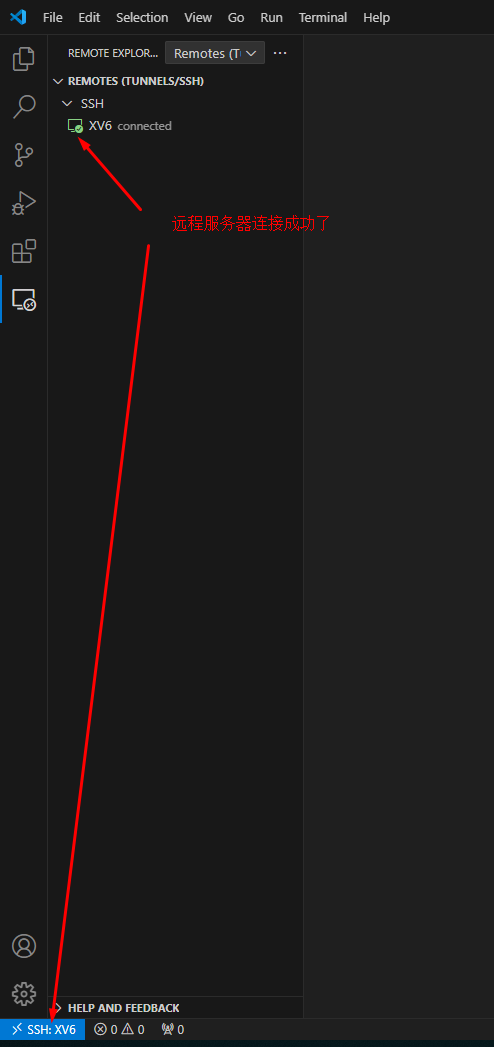 File Edit Selection View Go Run Terminal Help
REMOTE EXPLOR... Remotes (Tu
REMOTES (TUNNELS/SSH)
SSH
XV6 connected
远程服务器连接成功了
HELP AND FEEDBACK
SSH: XV6 0 0 0